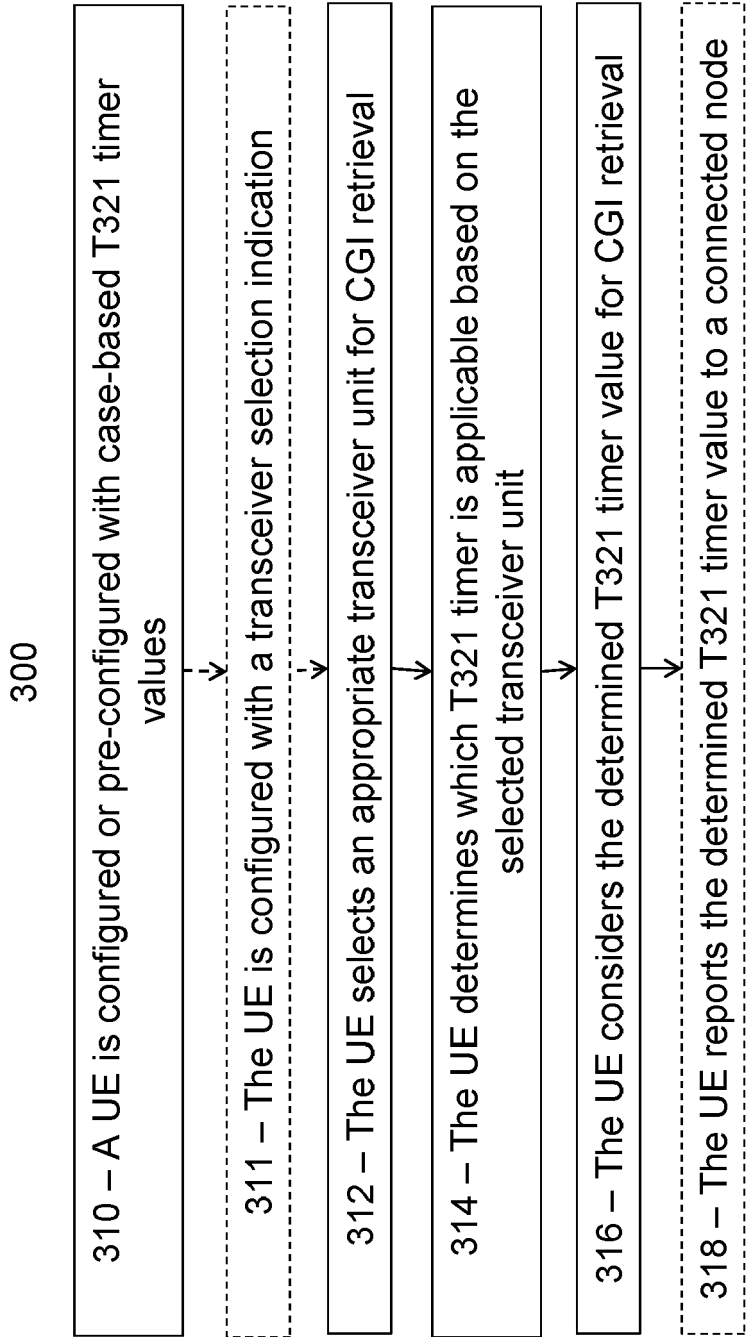 300
310 – A UE is configured or pre-configured with case-based T321 timer
values
311 – The UE is configured with a transceiver selection indication
312 – The UE selects an appropriate transceiver unit for CGI retrieval
314 – The UE determines which T321 timer is applicable based on the
selected transceiver unit
316 – The UE considers the determined T321 timer value for CGI retrieval
318 – The UE reports the determined T321 timer value to a connected node